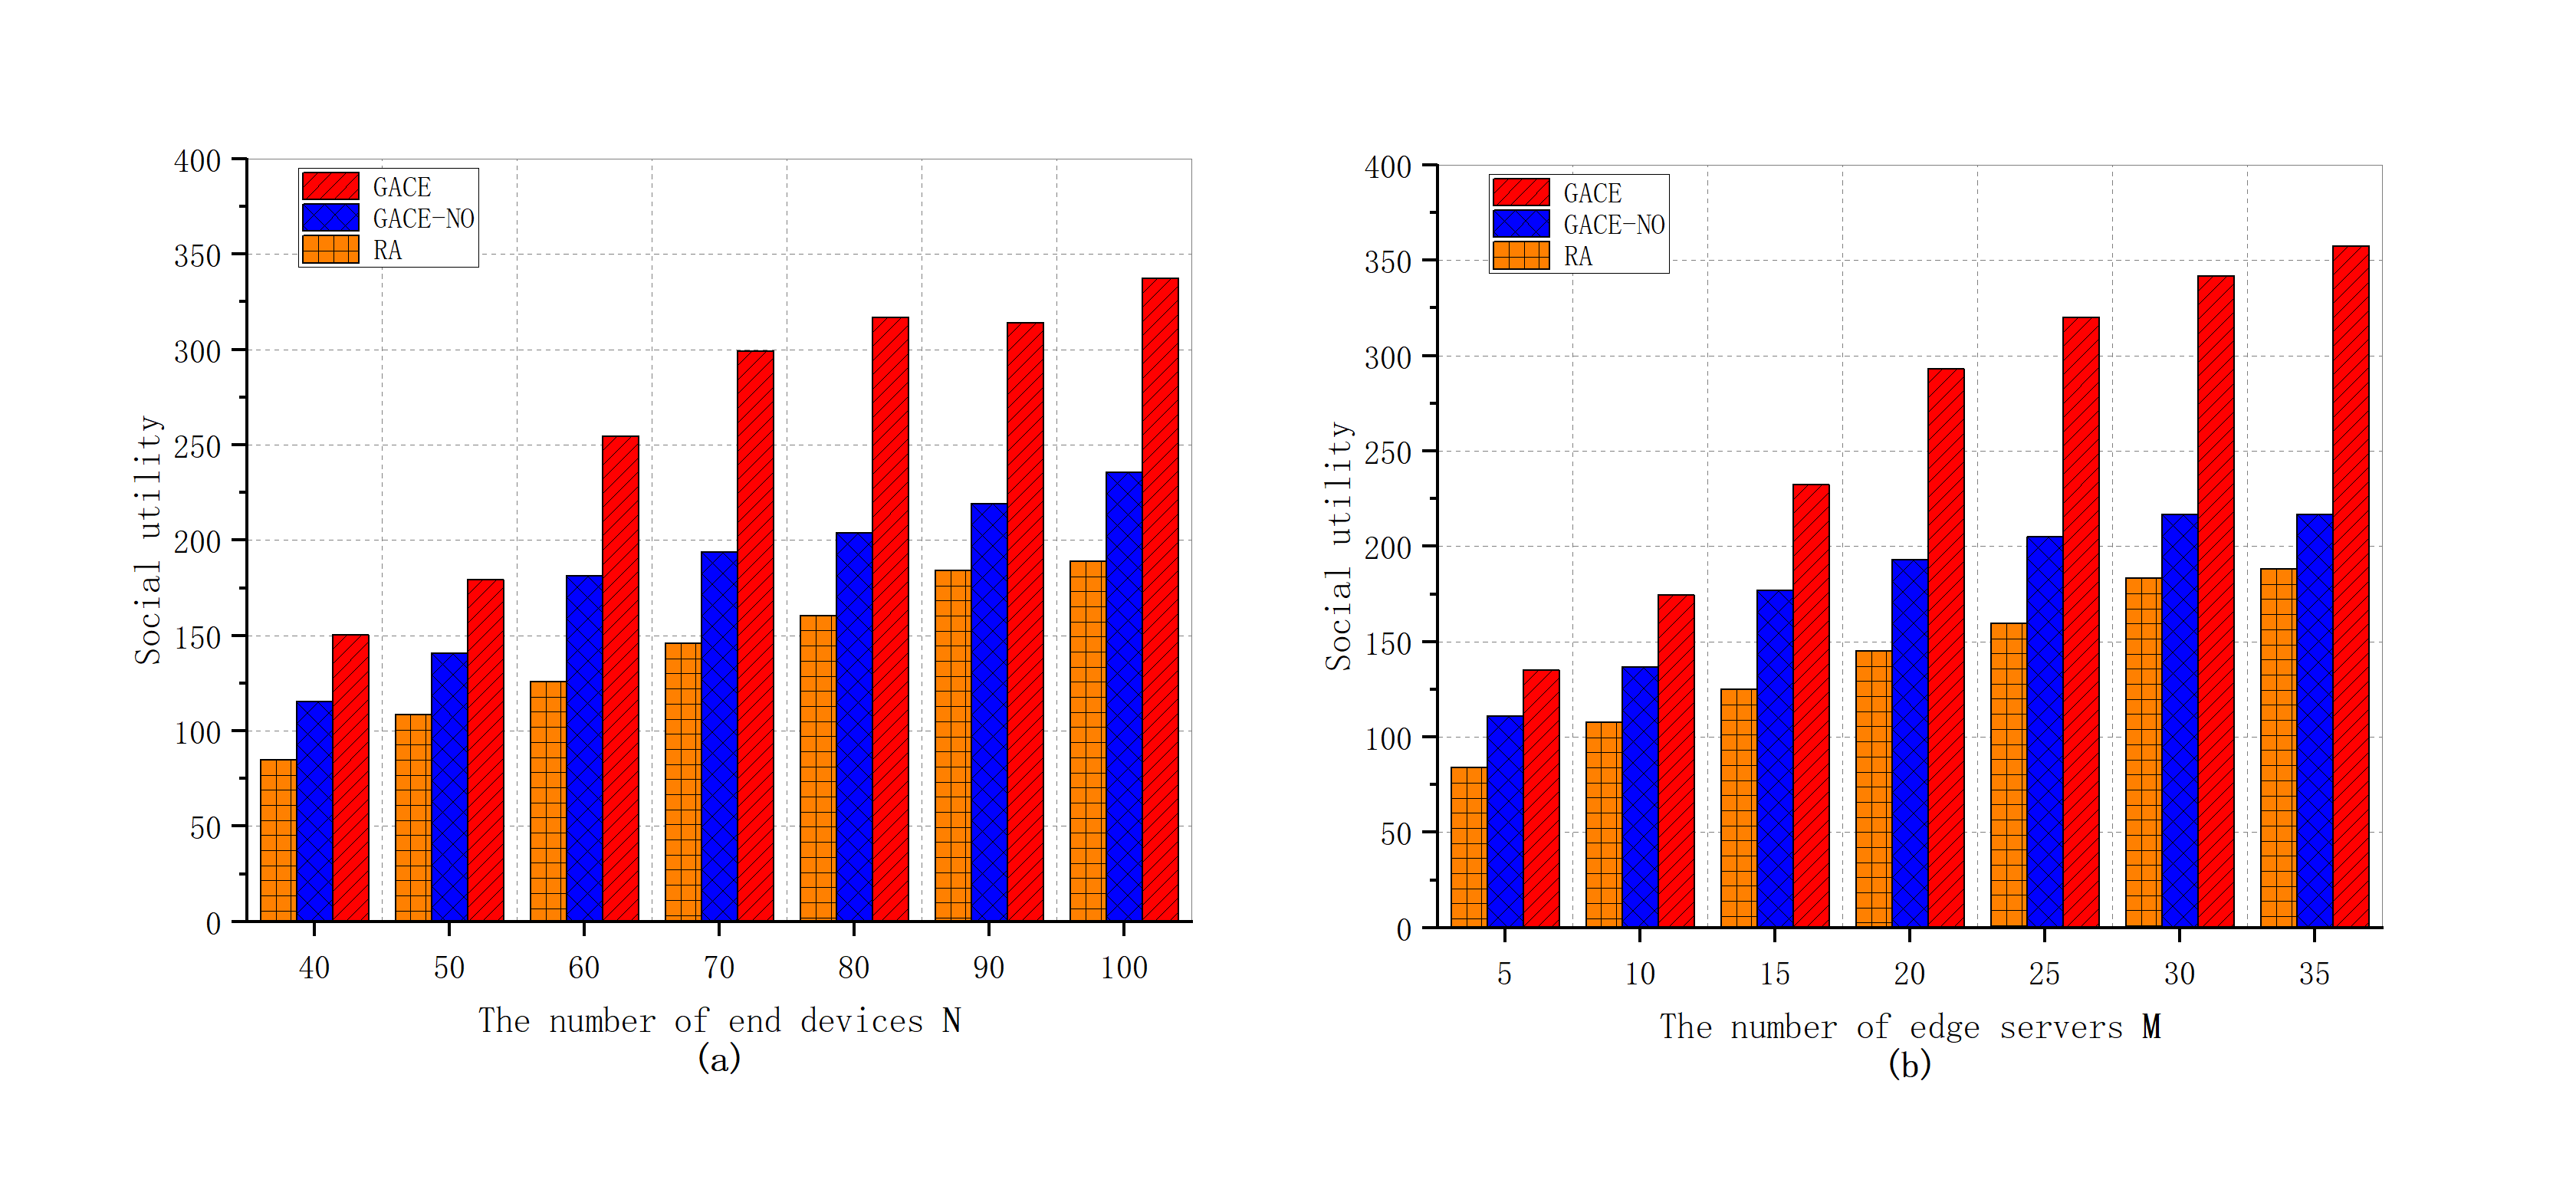 400
350
300
250
200
150
100
50
0
Social utility
GACE
GACE-NO
RA
40 50 60 70 80 90 100
The number of end devices N
(a)
400
350
300
250
200
150
100
50
0
Social utility
GACE
GACE-NO
RA
5 10 15 20 25 30 35
The number of edge servers M
(b)